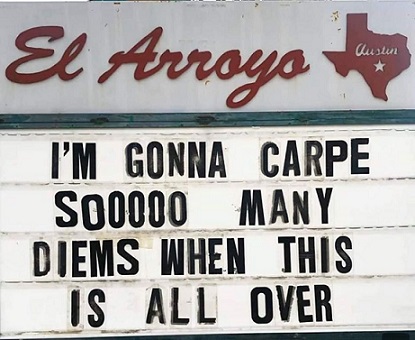 El Arroyo
Austin
I'M GONNA CARPE
SOOOOO MANY
DIEMS WHEN THIS
IS ALL OVER